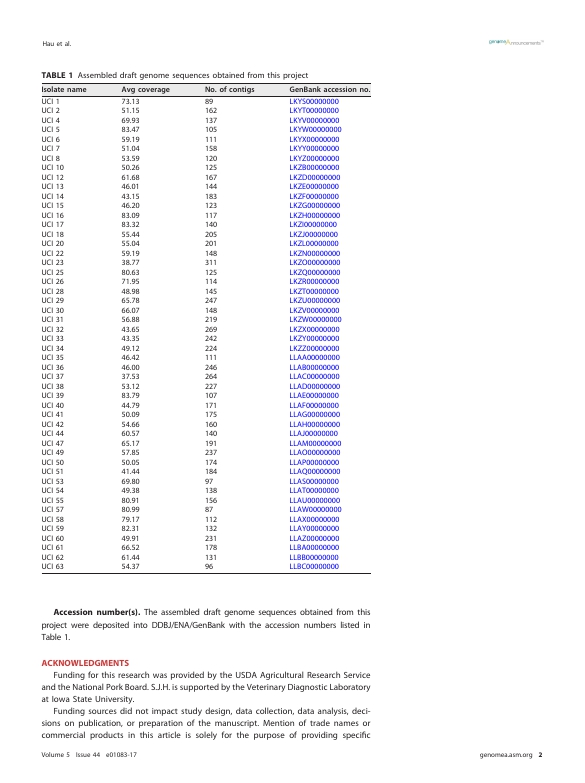 Hau et al.
genomeAnnouncements™
TABLE 1 Assembled draft genome sequences obtained from this project
Isolate name Avg coverage No. of contigs GenBank accession no.
UCI 1 73.13 89 LKYS00000000
UCI 2 51.15 162 LKYT00000000
UCI 4 69.93 137 LKYV00000000
UCI 5 83.47 105 LKYW00000000
UCI 6 59.19 111 LKYX00000000
UCI 7 51.04 158 LKYY00000000
UCI 8 53.59 120 LKYZ00000000
UCI 10 50.26 125 LKZB00000000
UCI 12 61.68 167 LKZD00000000
UCI 13 46.01 144 LKZE00000000
UCI 14 43.15 183 LKZF00000000
UCI 15 46.20 123 LKZG00000000
UCI 16 83.09 117 LKZH00000000
UCI 17 83.32 140 LKZI00000000
UCI 18 55.44 205 LKZJ00000000
UCI 20 55.04 201 LKZL00000000
UCI 22 59.19 148 LKZN00000000
UCI 23 38.77 311 LKZO00000000
UCI 25 80.63 125 LKZQ00000000
UCI 26 71.95 114 LKZR00000000
UCI 28 48.98 145 LKZT00000000
UCI 29 65.78 247 LKZU00000000
UCI 30 66.07 148 LKZV00000000
UCI 31 56.88 219 LKZW00000000
UCI 32 43.65 269 LKZX00000000
UCI 33 43.35 242 LKZY00000000
UCI 34 49.12 224 LKZZ00000000
UCI 35 46.42 111 LLAA00000000
UCI 36 46.00 246 LLAB00000000
UCI 37 37.53 264 LLAC00000000
UCI 38 53.12 227 LLAD00000000
UCI 39 83.79 107 LLAE00000000
UCI 40 44.79 171 LLAF00000000
UCI 41 50.09 175 LLAG00000000
UCI 42 54.66 160 LLAH00000000
UCI 44 60.57 140 LLAJ00000000
UCI 47 65.17 191 LLAM00000000
UCI 49 57.85 237 LLAO00000000
UCI 50 50.05 174 LLAP00000000
UCI 51 41.44 184 LLAQ00000000
UCI 53 69.80 97 LLAS00000000
UCI 54 49.38 138 LLAT00000000
UCI 55 80.91 156 LLAU00000000
UCI 57 80.99 87 LLAW00000000
UCI 58 79.17 112 LLAX00000000
UCI 59 82.31 132 LLAY00000000
UCI 60 49.91 231 LLAZ00000000
UCI 61 66.52 178 LLBA00000000
UCI 62 61.44 131 LLBB00000000
UCI 63 54.37 96 LLBC00000000
Accession number(s). The assembled draft genome sequences obtained from this
project were deposited into DDBJ/ENA/GenBank with the accession numbers listed in
Table 1.
ACKNOWLEDGMENTS
Funding for this research was provided by the USDA Agricultural Research Service
and the National Pork Board. S.J.H. is supported by the Veterinary Diagnostic Laboratory
at Iowa State University.
Funding sources did not impact study design, data collection, data analysis, deci-
sions on publication, or preparation of the manuscript. Mention of trade names or
commercial products in this article is solely for the purpose of providing specific
Volume 5 Issue 44 e01083-17
genomea.asm.org 2